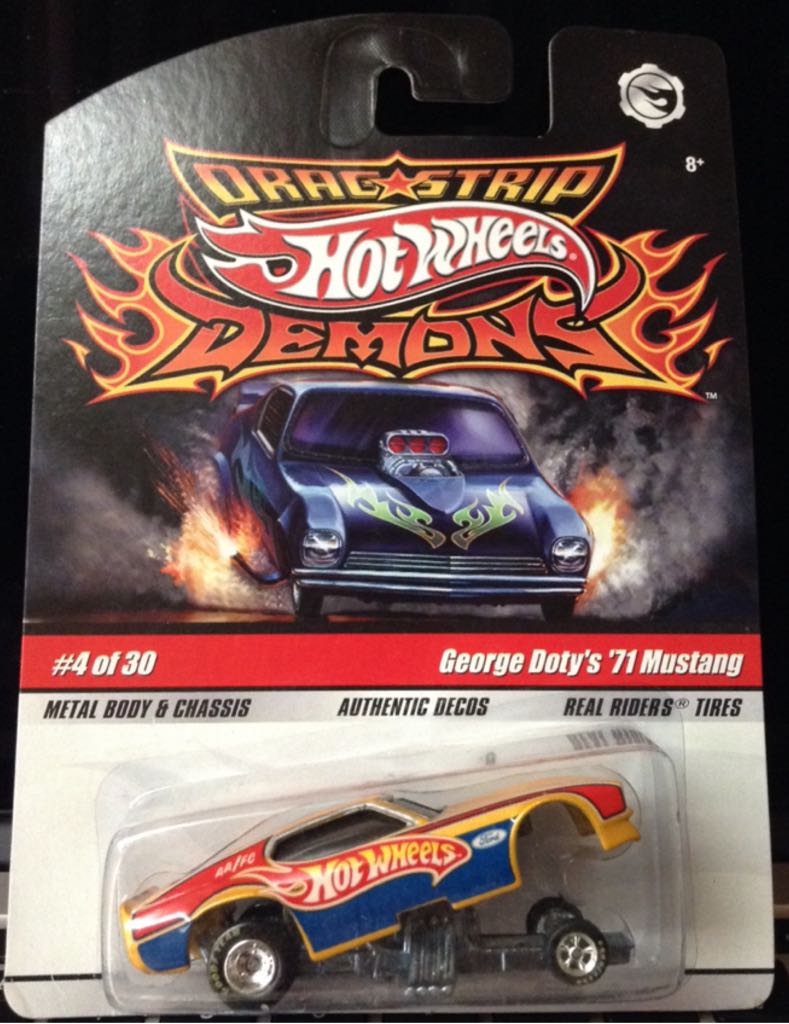 8+
DRAG★STRIP
HOT WHEELS®
DEMONS
™
#4 of 30
George Doty's '71 Mustang
METAL BODY & CHASSIS
AUTHENTIC DECOS
REAL RIDERS® TIRES
AA/FC
HOT WHEELS
Ford
GOODYEAR